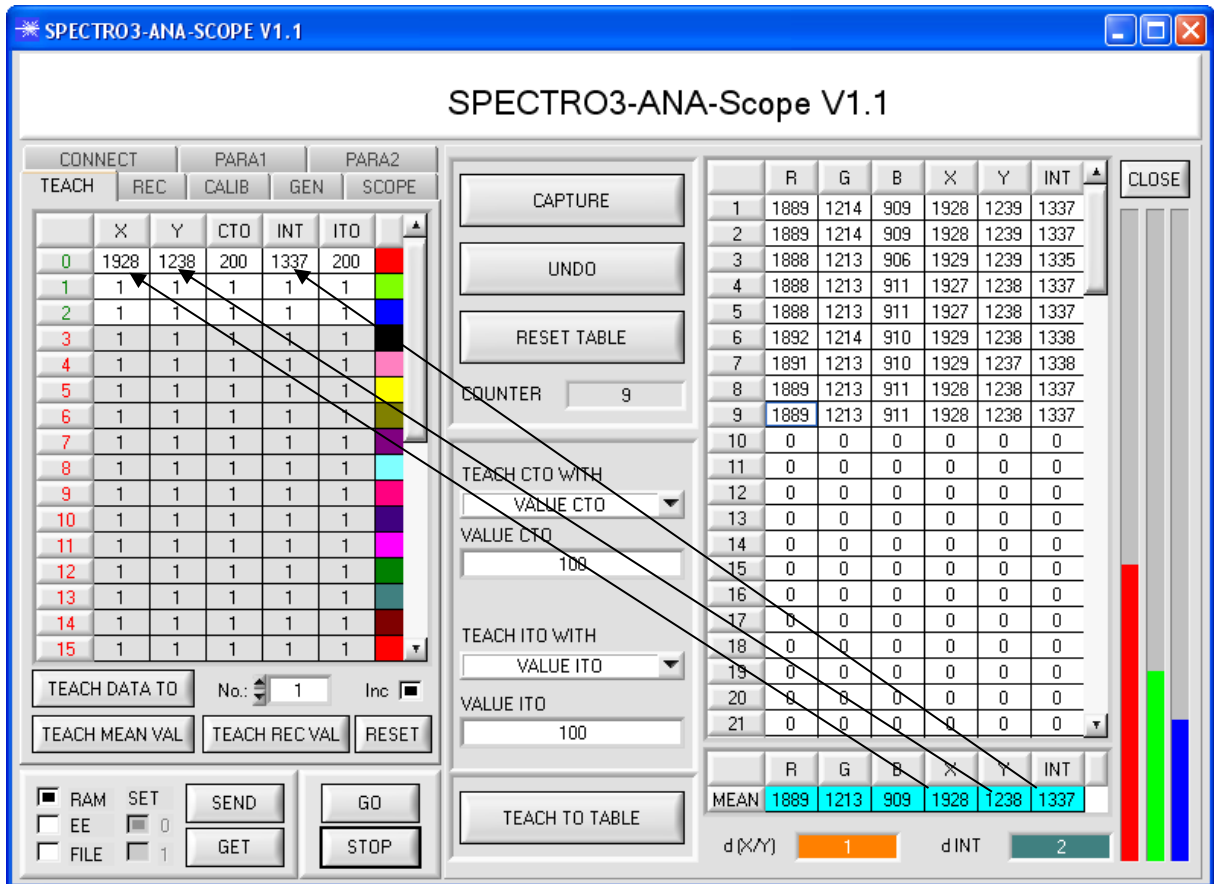 SPECTRO3-ANA-SCOPE V1.1
SPECTRO3-ANA-Scope V1.1
CONNECT PARA1 PARA2
TEACH REC CALIB GEN SCOPE
X Y CTO INT ITO
0 1928 1238 200 1337 200
1 1 1 1 1 1
2 1 1 1 1 1
3 1 1 1 1 1
4 1 1 1 1 1
5 1 1 1 1 1
6 1 1 1 1 1
7 1 1 1 1 1
8 1 1 1 1 1
9 1 1 1 1 1
10 1 1 1 1 1
11 1 1 1 1 1
12 1 1 1 1 1
13 1 1 1 1 1
14 1 1 1 1 1
15 1 1 1 1 1
TEACH DATA TO No.: 1 Inc
TEACH MEAN VAL TEACH REC VAL RESET
RAM SET SEND GO
EE 0
FILE 1 GET STOP
CAPTURE
UNDO
RESET TABLE
COUNTER 9
TEACH CTO WITH
VALUE CTO
VALUE CTO
100
TEACH ITO WITH
VALUE ITO
VALUE ITO
100
TEACH TO TABLE
R G B X Y INT
1 1889 1214 909 1928 1239 1337
2 1889 1214 909 1928 1239 1337
3 1888 1213 906 1929 1239 1335
4 1888 1213 911 1927 1238 1337
5 1888 1213 911 1927 1238 1337
6 1892 1214 910 1929 1238 1338
7 1891 1213 910 1929 1237 1338
8 1889 1213 911 1928 1238 1337
9 1889 1213 911 1928 1238 1337
10 0 0 0 0 0 0
11 0 0 0 0 0 0
12 0 0 0 0 0 0
13 0 0 0 0 0 0
14 0 0 0 0 0 0
15 0 0 0 0 0 0
16 0 0 0 0 0 0
17 0 0 0 0 0 0
18 0 0 0 0 0 0
19 0 0 0 0 0 0
20 0 0 0 0 0 0
21 0 0 0 0 0 0
R G B X Y INT
MEAN 1889 1213 909 1928 1238 1337
d(X/Y) 1 d INT 2
CLOSE